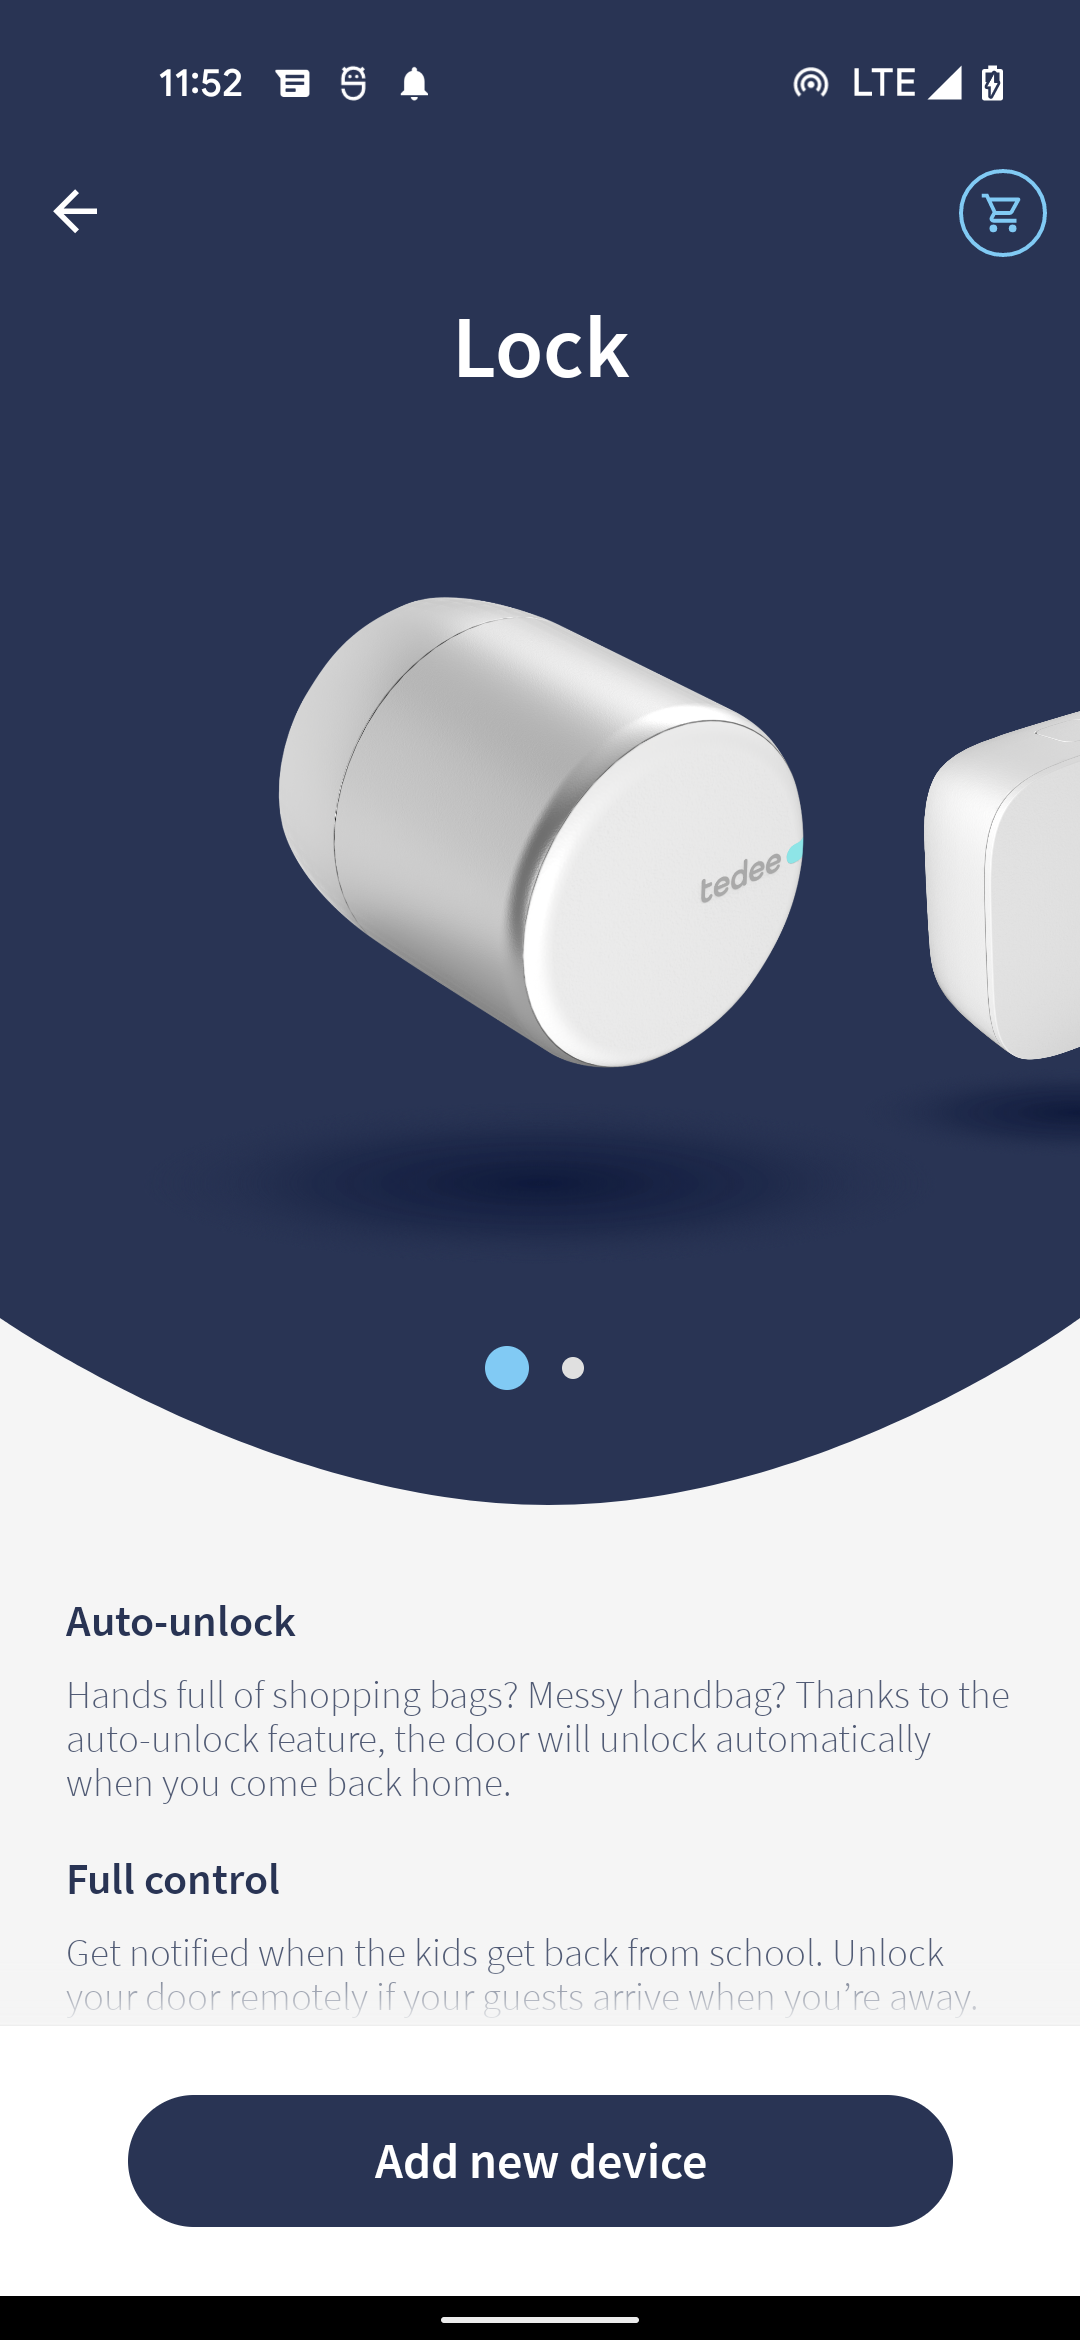 11:52
LTE
Lock
tedee
Auto-unlock
Hands full of shopping bags? Messy handbag? Thanks to the
auto-unlock feature, the door will unlock automatically
when you come back home.
Full control
Get notified when the kids get back from school. Unlock
your door remotely if your guests arrive when you’re away.
Add new device